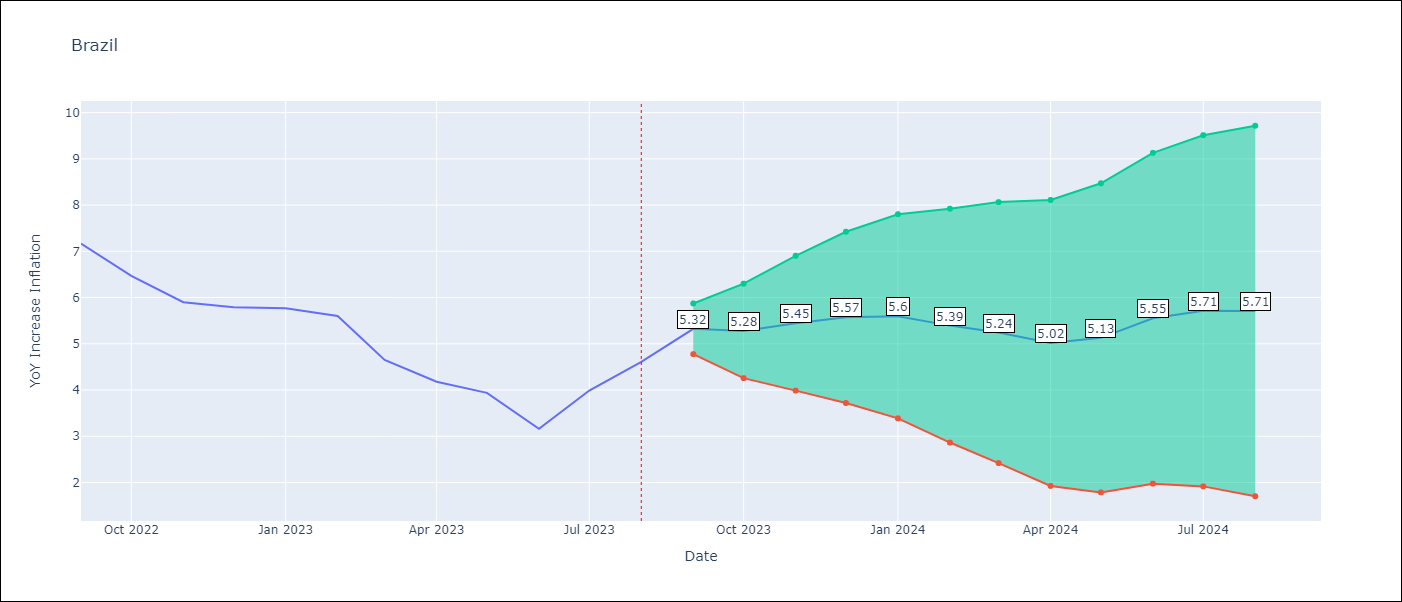 Brazil
YoY Increase Inflation
10
9
8
7
6
5
4
3
2
5.32
5.28
5.45
5.57
5.6
5.39
5.24
5.02
5.13
5.55
5.71
5.71
Oct 2022
Jan 2023
Apr 2023
Jul 2023
Oct 2023
Jan 2024
Apr 2024
Jul 2024
Date